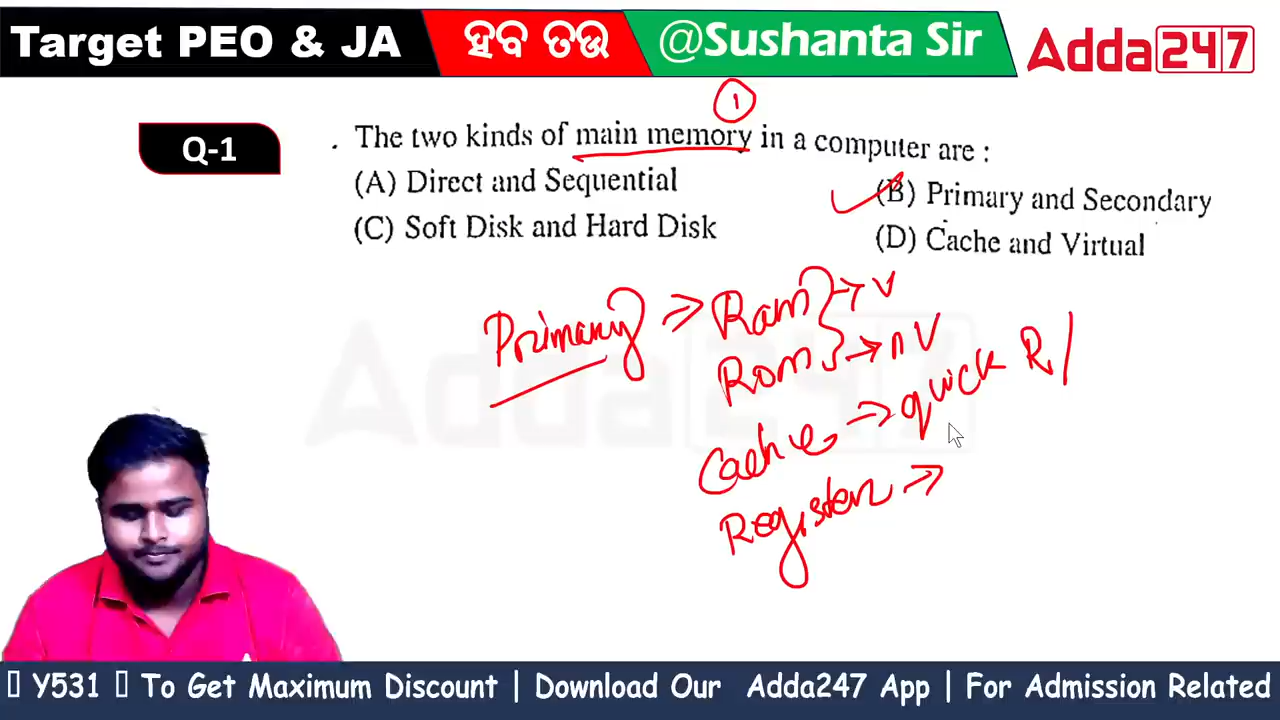 Target PEO & JA ହବ ତଉ @Sushanta Sir Adda247
1
Q-1 . The two kinds of main memory in a computer are :
(A) Direct and Sequential (B) Primary and Secondary
(C) Soft Disk and Hard Disk (D) Cache and Virtual
Primary ⇒ Ram } → v
Rom } → n v
Cache → quick R/
Register →
Adda247
Y531 To Get Maximum Discount | Download Our Adda247 App | For Admission Related